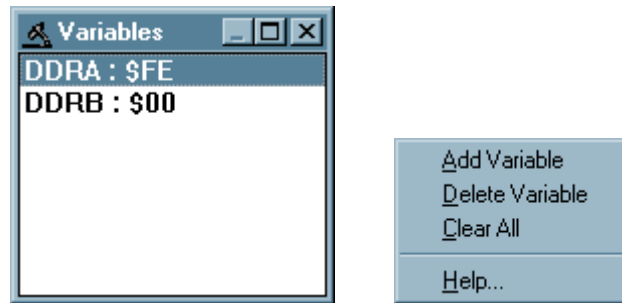 Variables
DDRA : $FE
DDRB : $00
Add Variable
Delete Variable
Clear All
Help...